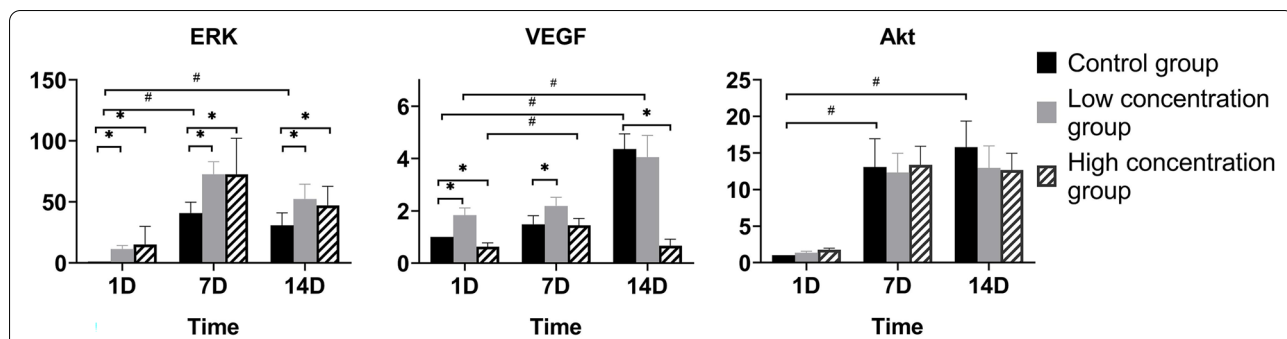 ERK
150
100
50
0
#
#
*
*
*
*
*
*
1D
7D
14D
Time
VEGF
6
4
2
0
#
#
#
*
*
*
*
1D
7D
14D
Time
Akt
25
20
15
10
5
0
#
#
1D
7D
14D
Time
Control group
Low concentration
group
High concentration
group